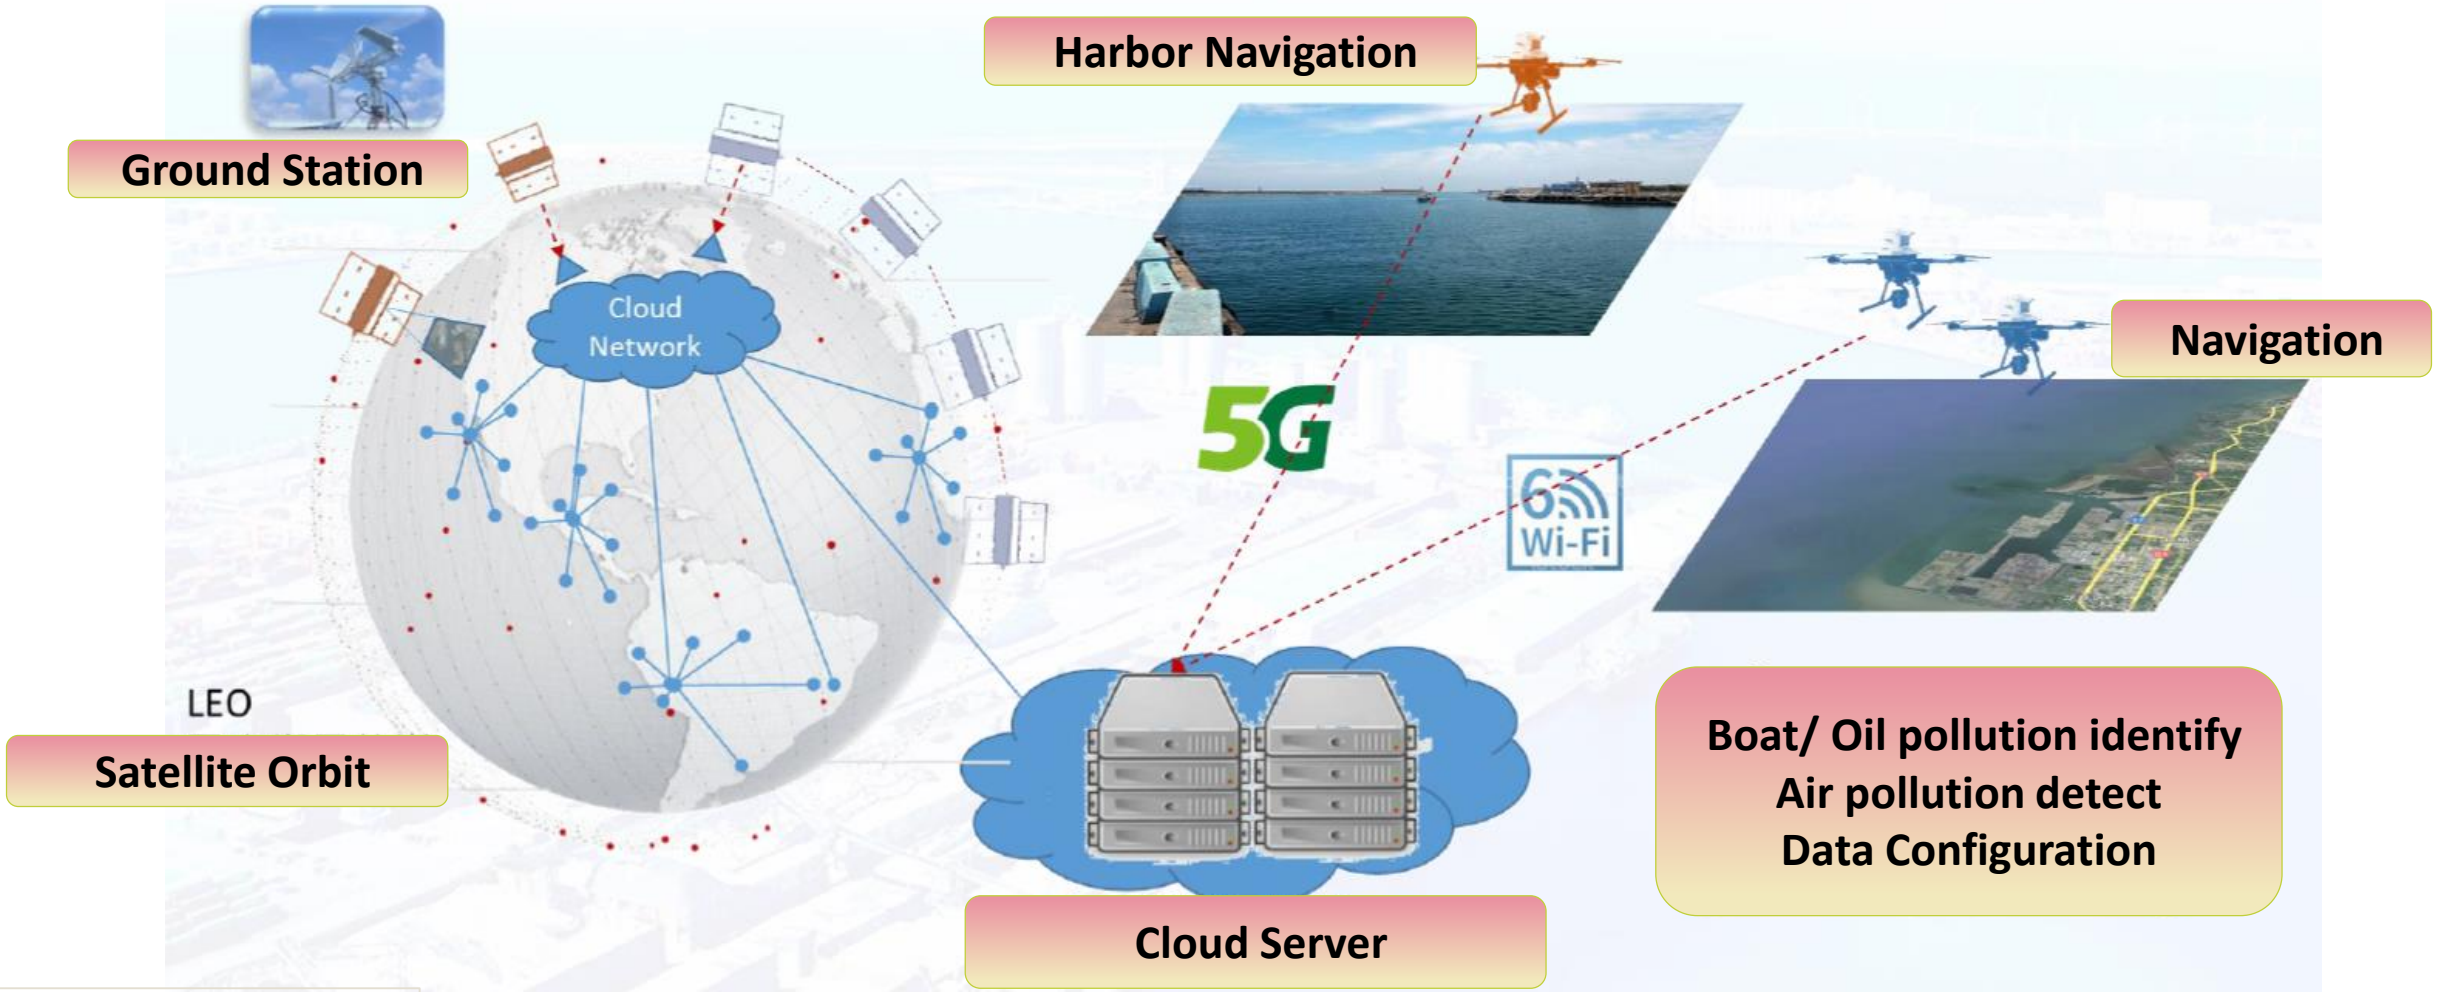 Harbor Navigation
Ground Station
Cloud
Network
Navigation
5G
6
Wi-Fi
LEO
Satellite Orbit
Boat/ Oil pollution identify
Air pollution detect
Data Configuration
Cloud Server